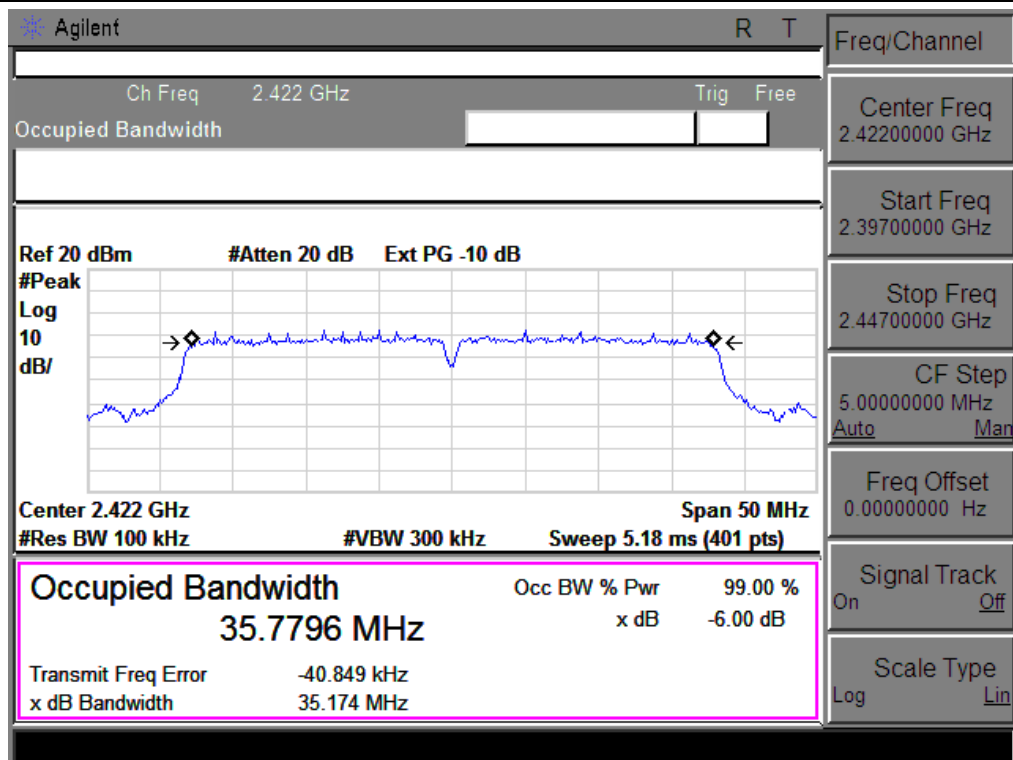 Agilent R T
Ch Freq 2.422 GHz Trig Free
Occupied Bandwidth
Ref 20 dBm #Atten 20 dB Ext PG -10 dB
#Peak
Log
10
dB/
Center 2.422 GHz Span 50 MHz
#Res BW 100 kHz #VBW 300 kHz Sweep 5.18 ms (401 pts)
Occupied Bandwidth Occ BW % Pwr 99.00 %
35.7796 MHz x dB -6.00 dB
Transmit Freq Error -40.849 kHz
x dB Bandwidth 35.174 MHz
Freq/Channel
Center Freq
2.42200000 GHz
Start Freq
2.39700000 GHz
Stop Freq
2.44700000 GHz
CF Step
5.00000000 MHz
Auto Man
Freq Offset
0.00000000 Hz
Signal Track
On Off
Scale Type
Log Lin